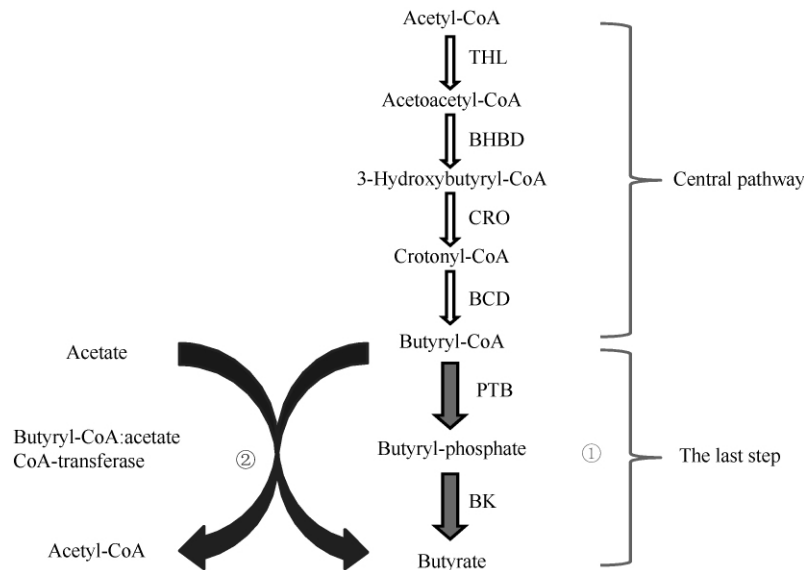 Acetyl-CoA
THL
Acetoacetyl-CoA
BHBD
3-Hydroxybutyryl-CoA
Central pathway
CRO
Crotonyl-CoA
BCD
Butyryl-CoA
Acetate
PTB
Butyryl-CoA:acetate
CoA-transferase
②
Butyryl-phosphate
①
The last step
BK
Acetyl-CoA
Butyrate